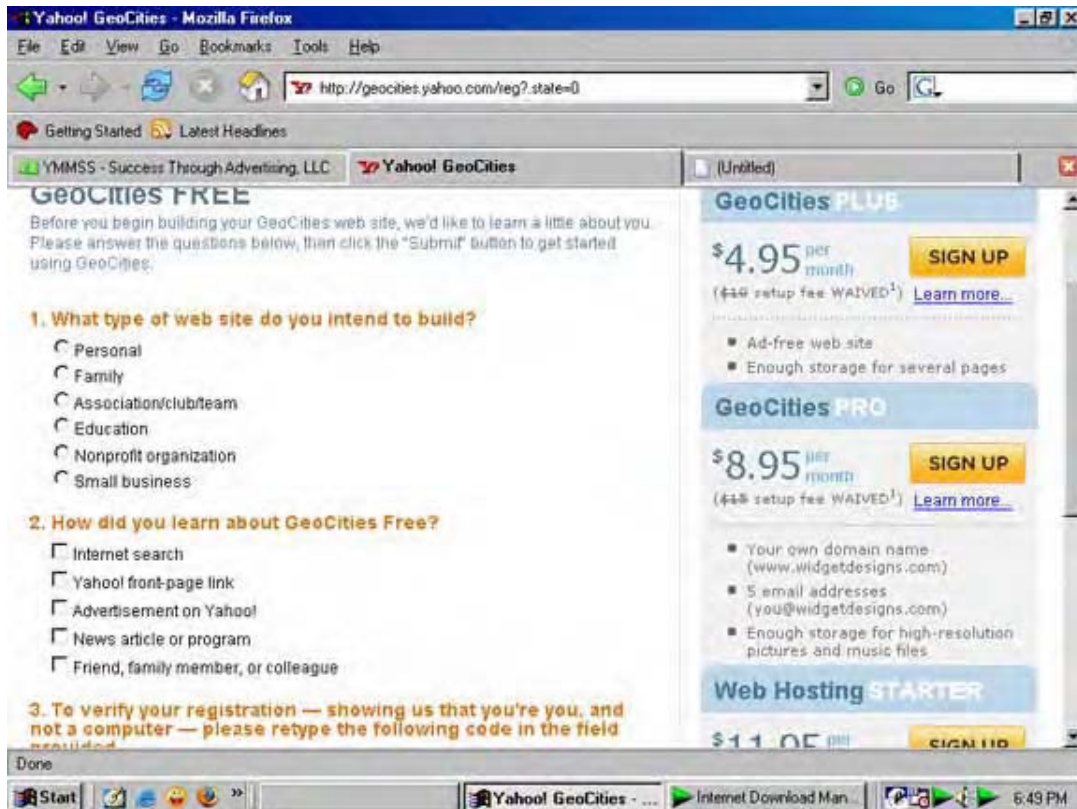 Yahoo! GeoCities - Mozilla Firefox
File Edit View Go Bookmarks Tools Help
http://geocities.yahoo.com/reg?.state=0
Go
G
Getting Started Latest Headlines
YMMSS - Success Through Advertising, LLC
Yahoo! GeoCities
(Untitled)
GeoCities FREE
Before you begin building your GeoCities web site, we'd like to learn a little about you.
Please answer the questions below, then click the "Submit" button to get started
using GeoCities.
1. What type of web site do you intend to build?
Personal
Family
Association/club/team
Education
Nonprofit organization
Small business
2. How did you learn about GeoCities Free?
Internet search
Yahoo! front-page link
Advertisement on Yahoo!
News article or program
Friend, family member, or colleague
3. To verify your registration — showing us that you're you, and
not a computer — please retype the following code in the field
provided
GeoCities PLUS
$4.95 per month
SIGN UP
($10 setup fee WAIVED1) Learn more...
Ad-free web site
Enough storage for several pages
GeoCities PRO
$8.95 per month
SIGN UP
($15 setup fee WAIVED1) Learn more...
Your own domain name
(www.widgetdesigns.com)
5 email addresses
(you@widgetdesigns.com)
Enough storage for high-resolution
pictures and music files
Web Hosting STARTER
$11.95 per
SIGN UP
Done
Start
Yahoo! GeoCities - ...
Internet Download Man...
6:49 PM